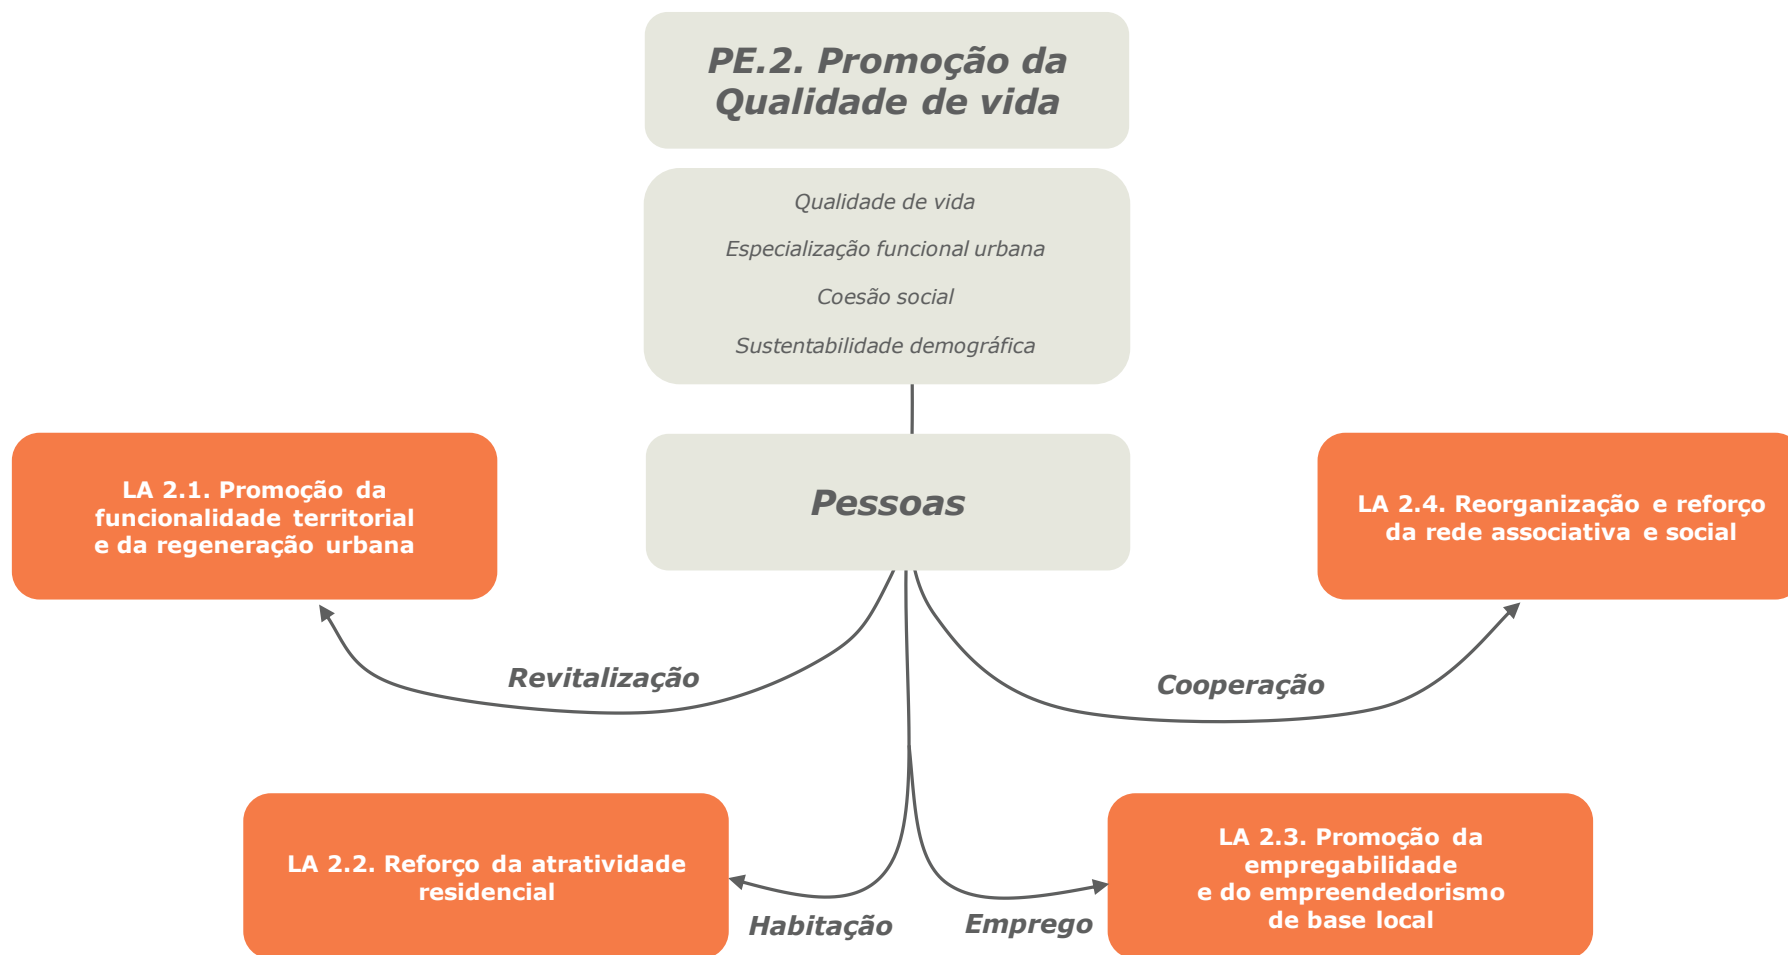 PE.2. Promoção da
Qualidade de vida
Qualidade de vida
Especialização funcional urbana
Coesão social
Sustentabilidade demográfica
LA 2.1. Promoção da
funcionalidade territorial
e da regeneração urbana
Pessoas
LA 2.4. Reorganização e reforço
da rede associativa e social
Revitalização
Cooperação
LA 2.2. Reforço da atratividade
residencial
LA 2.3. Promoção da
empregabilidade
e do empreendedorismo
de base local
Habitação
Emprego